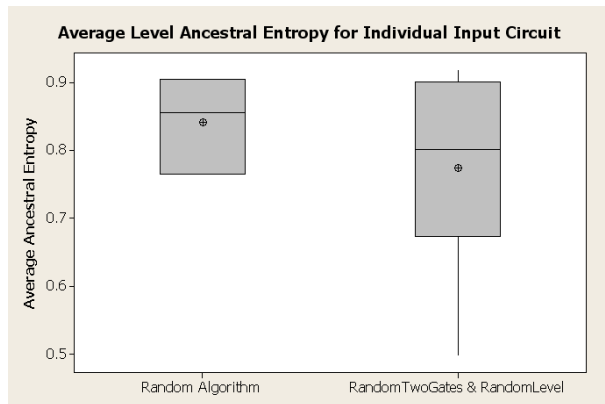 Average Level Ancestral Entropy for Individual Input Circuit
Average Ancestral Entropy
0.9
0.8
0.7
0.6
0.5
Random Algorithm
RandomTwoGates & RandomLevel